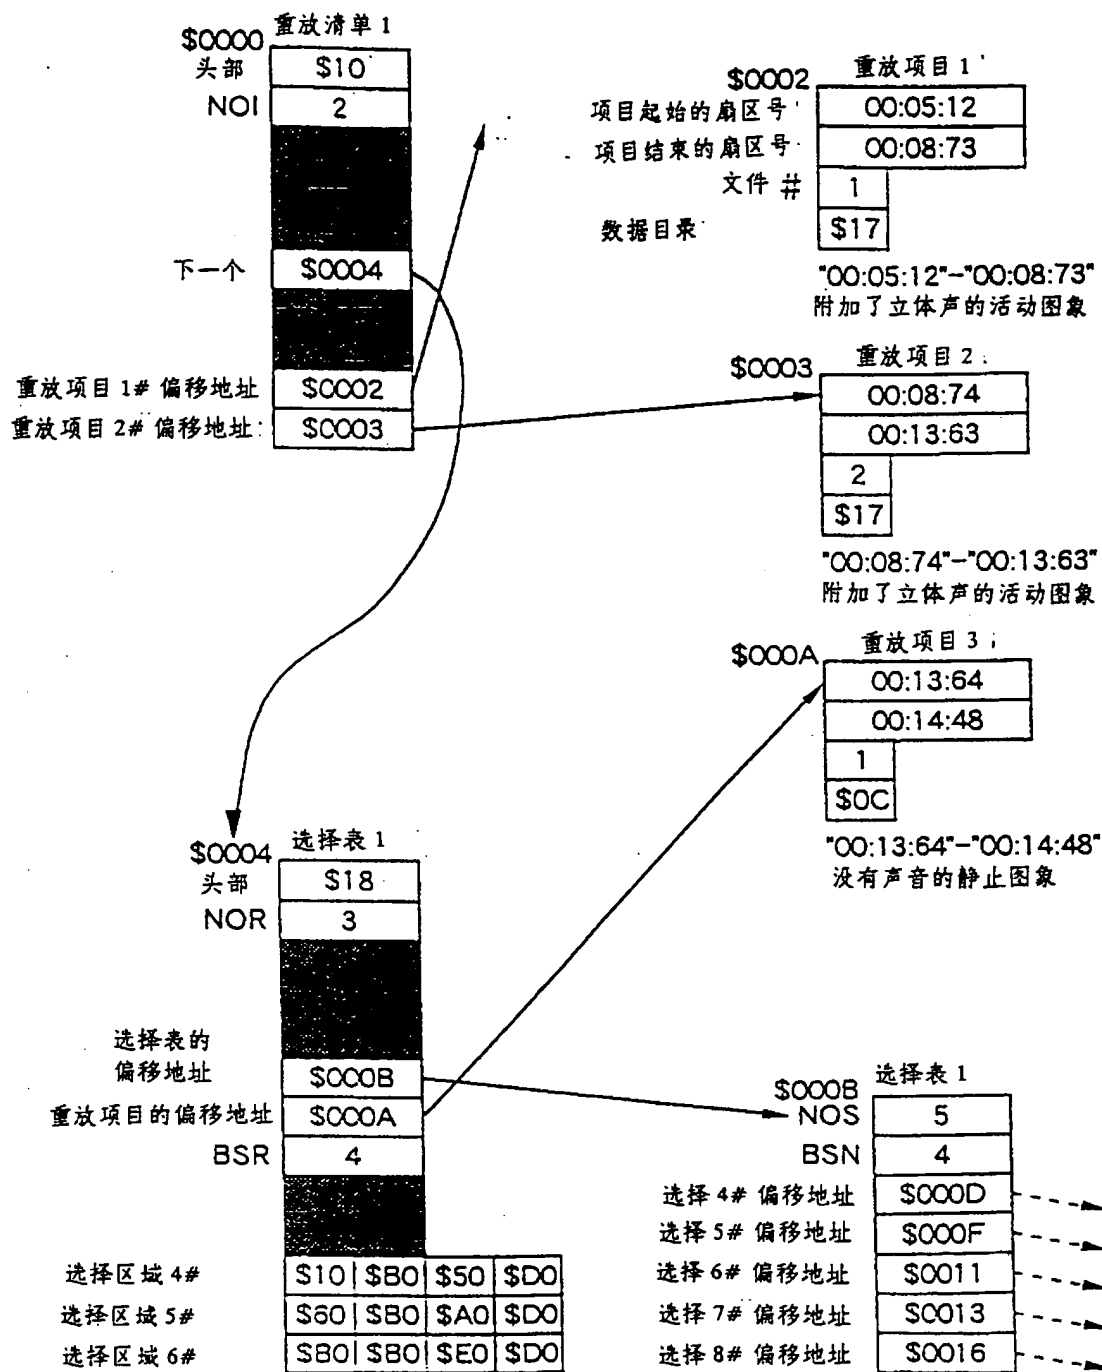 重放清单 1
$0000
头部 $10
NOI 2
下一个 $0004
重放项目 1# 偏移地址 $0002
重放项目 2# 偏移地址 $0003
重放项目 1
$0002
项目起始的扇区号 00:05:12
项目结束的扇区号 00:08:73
文件 # 1
数据目录 $17
"00:05:12"-"00:08:73"
附加了立体声的活动图象
重放项目 2
$0003
00:08:74
00:13:63
2
$17
"00:08:74"-"00:13:63"
附加了立体声的活动图象
重放项目 3
$000A
00:13:64
00:14:48
1
$0C
"00:13:64"-"00:14:48"
没有声音的静止图象
选择表 1
$0004
头部 $18
NOR 3
选择表的
偏移地址 $000B
重放项目的偏移地址 $000A
BSR 4
选择区域 4# $10 $B0 $50 $D0
选择区域 5# $60 $B0 $A0 $D0
选择区域 6# $B0 $B0 $E0 $D0
选择表 1
$000B
NOS 5
BSN 4
选择 4# 偏移地址 $000D
选择 5# 偏移地址 $000F
选择 6# 偏移地址 $0011
选择 7# 偏移地址 $0013
选择 8# 偏移地址 $0016